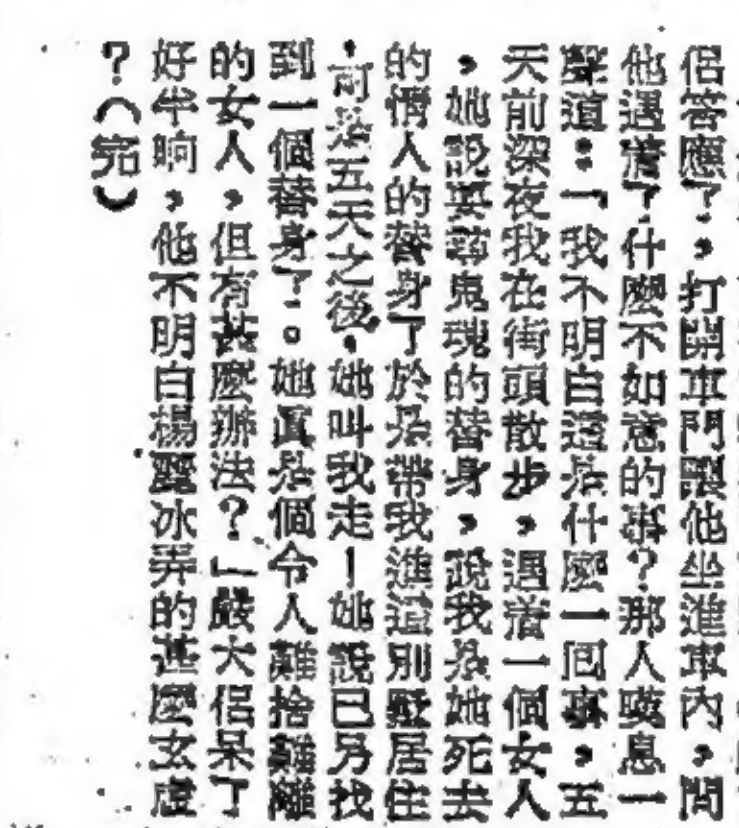 侶答應了，打開車門讓他坐進車內，問
他遇着了什麼不如意的事？那人嘆息一
聲道：「我不明白這是什麼一回事，五
天前深夜我在街頭散步，遇着一個女人
，她說要尋鬼魂的替身，說我是她死去
的情人的替身了於是帶我進這別墅居住
，可是五天之後，她叫我走！她說已另找
到一個替身了。她眞是個令人難捨難離
的女人，但有甚麼辦法？」嚴大侶呆了
好半晌，他不明白楊露冰弄的甚麼玄虛
？（完）